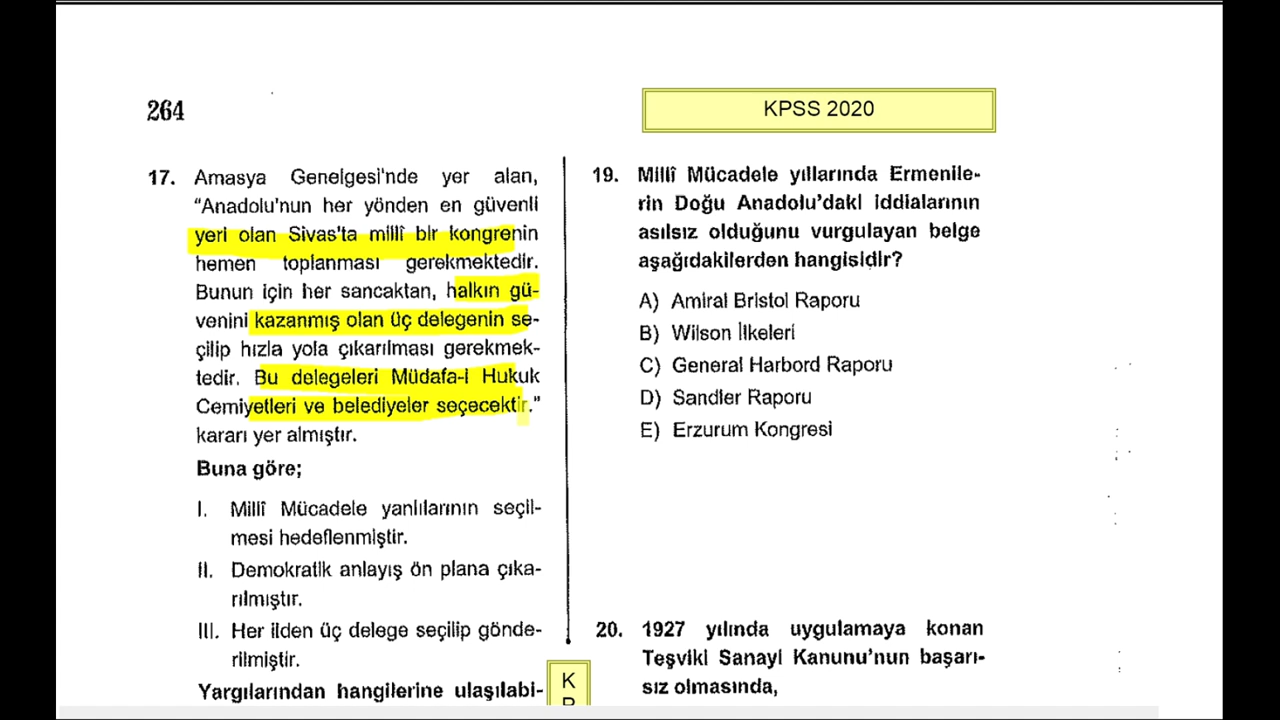 264
KPSS 2020
17. Amasya Genelgesi'nde yer alan,
"Anadolu'nun her yönden en güvenli
yeri olan Sivas'ta millî bir kongrenin
hemen toplanması gerekmektedir.
Bunun için her sancaktan, halkın gü-
venini kazanmış olan üç delegenin se-
çilip hızla yola çıkarılması gerekmek-
tedir. Bu delegeleri Müdafa-i Hukuk
Cemiyetleri ve belediyeler seçecektir."
kararı yer almıştır.
Buna göre;
I. Millî Mücadele yanlılarının seçil-
mesi hedeflenmiştir.
II. Demokratik anlayış ön plana çıka-
rılmıştır.
III. Her ilden üç delege seçilip gönde-
rilmiştir.
Yargılarından hangilerine ulaşılabi-
K
P
19. Millî Mücadele yıllarında Ermenile-
rin Doğu Anadolu'daki iddialarının
asılsız olduğunu vurgulayan belge
aşağıdakilerden hangisidir?
A) Amiral Bristol Raporu
B) Wilson İlkeleri
C) General Harbord Raporu
D) Sandler Raporu
E) Erzurum Kongresi
20. 1927 yılında uygulamaya konan
Teşviki Sanayi Kanunu'nun başarı-
sız olmasında,